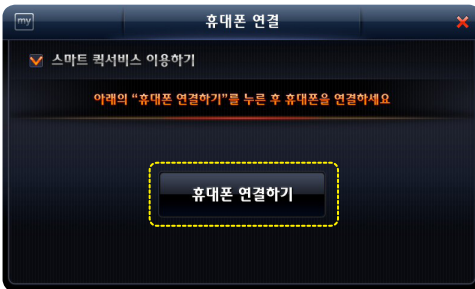 my
휴대폰 연결
스마트 퀵서비스 이용하기
아래의 “휴대폰 연결하기”를 누른 후 휴대폰을 연결하세요
휴대폰 연결하기